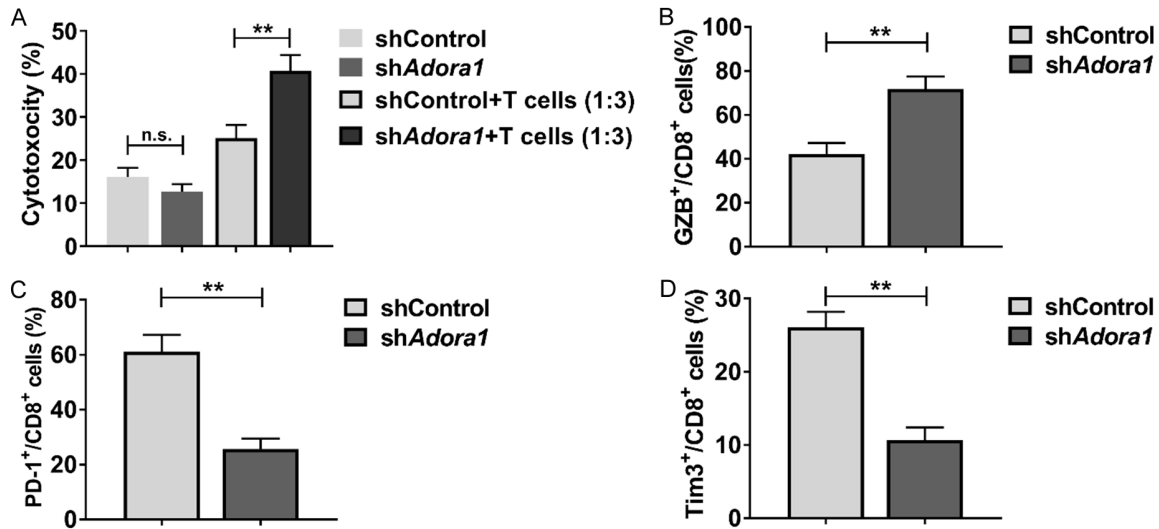 A
Cytotoxocity (%)
50
40
30
20
10
0
n.s.
**
shControl
shAdora1
shControl+T cells (1:3)
shAdora1+T cells (1:3)
B
GZB+/CD8+ cells(%)
100
80
60
40
20
0
**
shControl
shAdora1
C
PD-1+/CD8+ cells (%)
80
60
40
20
0
**
shControl
shAdora1
D
Tim3+/CD8+ cells (%)
30
20
10
0
**
shControl
shAdora1